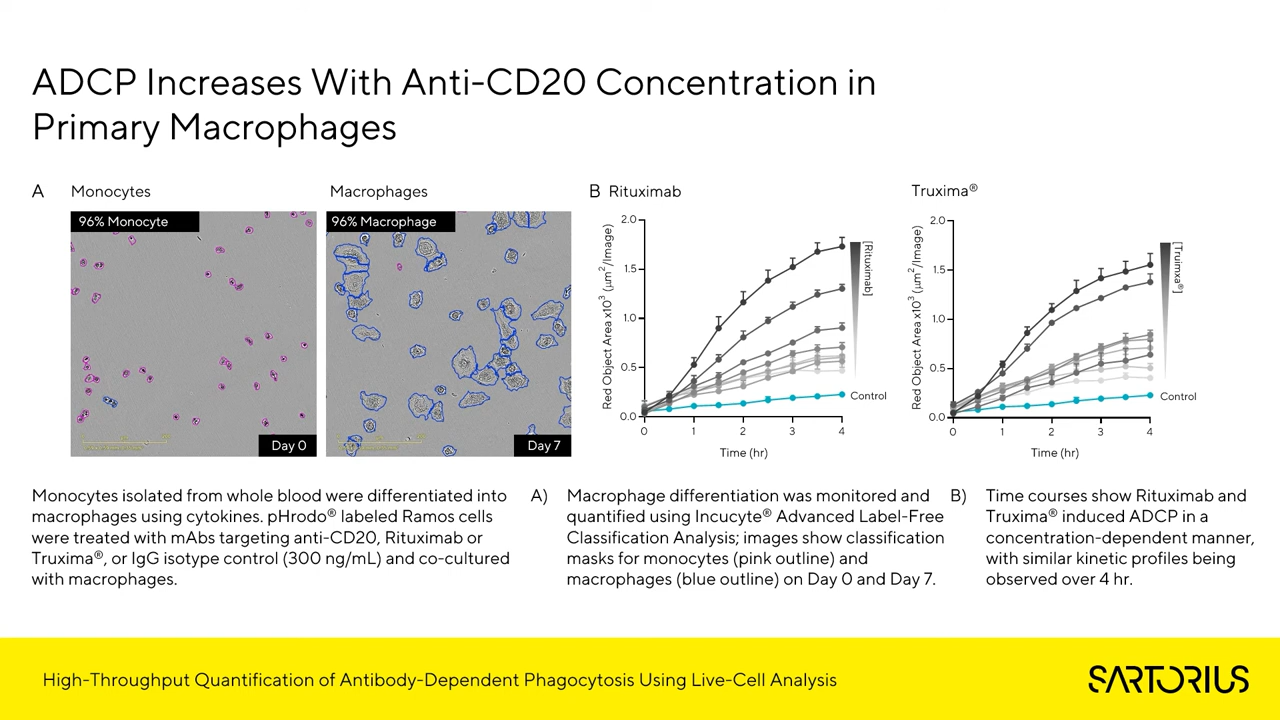 ADCP Increases With Anti-CD20 Concentration in
Primary Macrophages
A Monocytes
Macrophages
96% Monocyte
96% Macrophage
Day 0
Day 7
B Rituximab
Red Object Area x10³ (µm²/Image)
2.0
1.5
1.0
0.5
0.0
0 1 2 3 4
Time (hr)
[Rituximab]
Control
Truxima®
Red Object Area x10³ (µm²/Image)
2.0
1.5
1.0
0.5
0.0
0 1 2 3 4
Time (hr)
[Truimxa®]
Control
Monocytes isolated from whole blood were differentiated into
macrophages using cytokines. pHrodo® labeled Ramos cells
were treated with mAbs targeting anti-CD20, Rituximab or
Truxima®, or IgG isotype control (300 ng/mL) and co-cultured
with macrophages.
A) Macrophage differentiation was monitored and
quantified using Incucyte® Advanced Label-Free
Classification Analysis; images show classification
masks for monocytes (pink outline) and
macrophages (blue outline) on Day 0 and Day 7.
B) Time courses show Rituximab and
Truxima® induced ADCP in a
concentration-dependent manner,
with similar kinetic profiles being
observed over 4 hr.
High-Throughput Quantification of Antibody-Dependent Phagocytosis Using Live-Cell Analysis
SARTORIUS